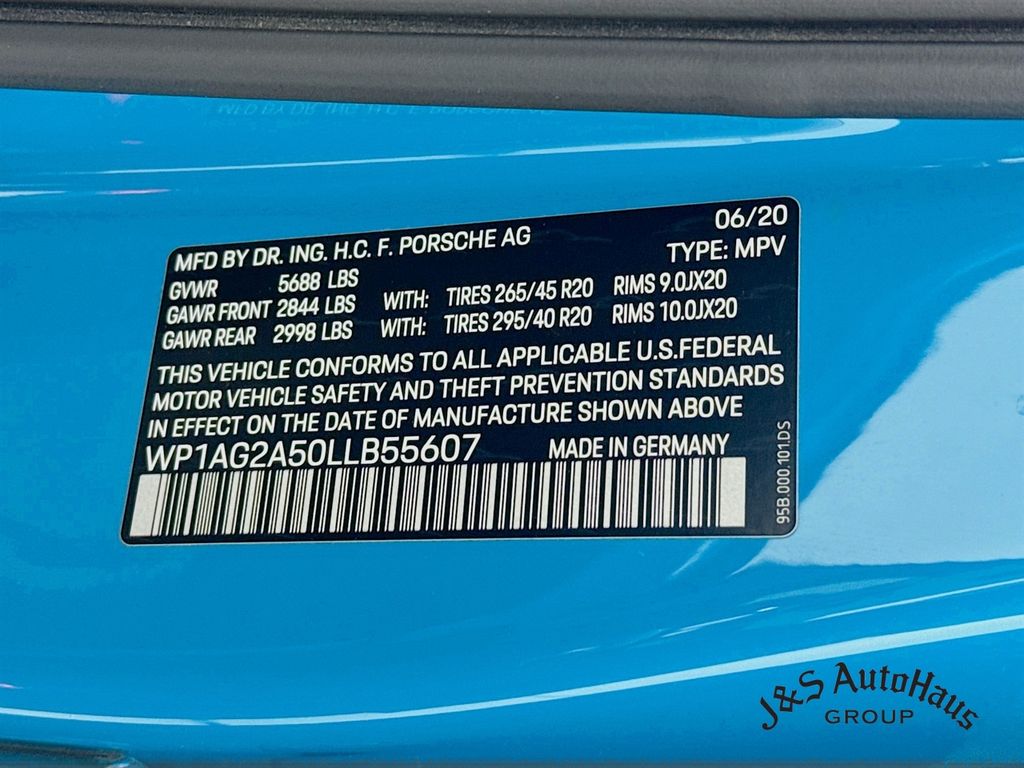 MFD BY DR. ING. H.C. F. PORSCHE AG 06/20
TYPE: MPV
GVWR 5688 LBS
GAWR FRONT 2844 LBS WITH: TIRES 265/45 R20 RIMS 9.0JX20
GAWR REAR 2998 LBS WITH: TIRES 295/40 R20 RIMS 10.0JX20
THIS VEHICLE CONFORMS TO ALL APPLICABLE U.S.FEDERAL
MOTOR VEHICLE SAFETY AND THEFT PREVENTION STANDARDS
IN EFFECT ON THE DATE OF MANUFACTURE SHOWN ABOVE
WP1AG2A50LLB55607 MADE IN GERMANY
95B.000.101.DS
J&S AutoHaus
GROUP